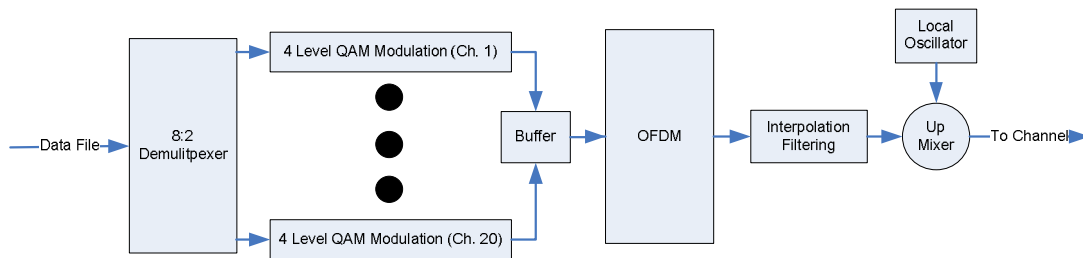 Data File
8:2
Demulitpexer
4 Level QAM Modulation (Ch. 1)
4 Level QAM Modulation (Ch. 20)
Buffer
OFDM
Interpolation
Filtering
Local
Oscillator
Up
Mixer
To Channel